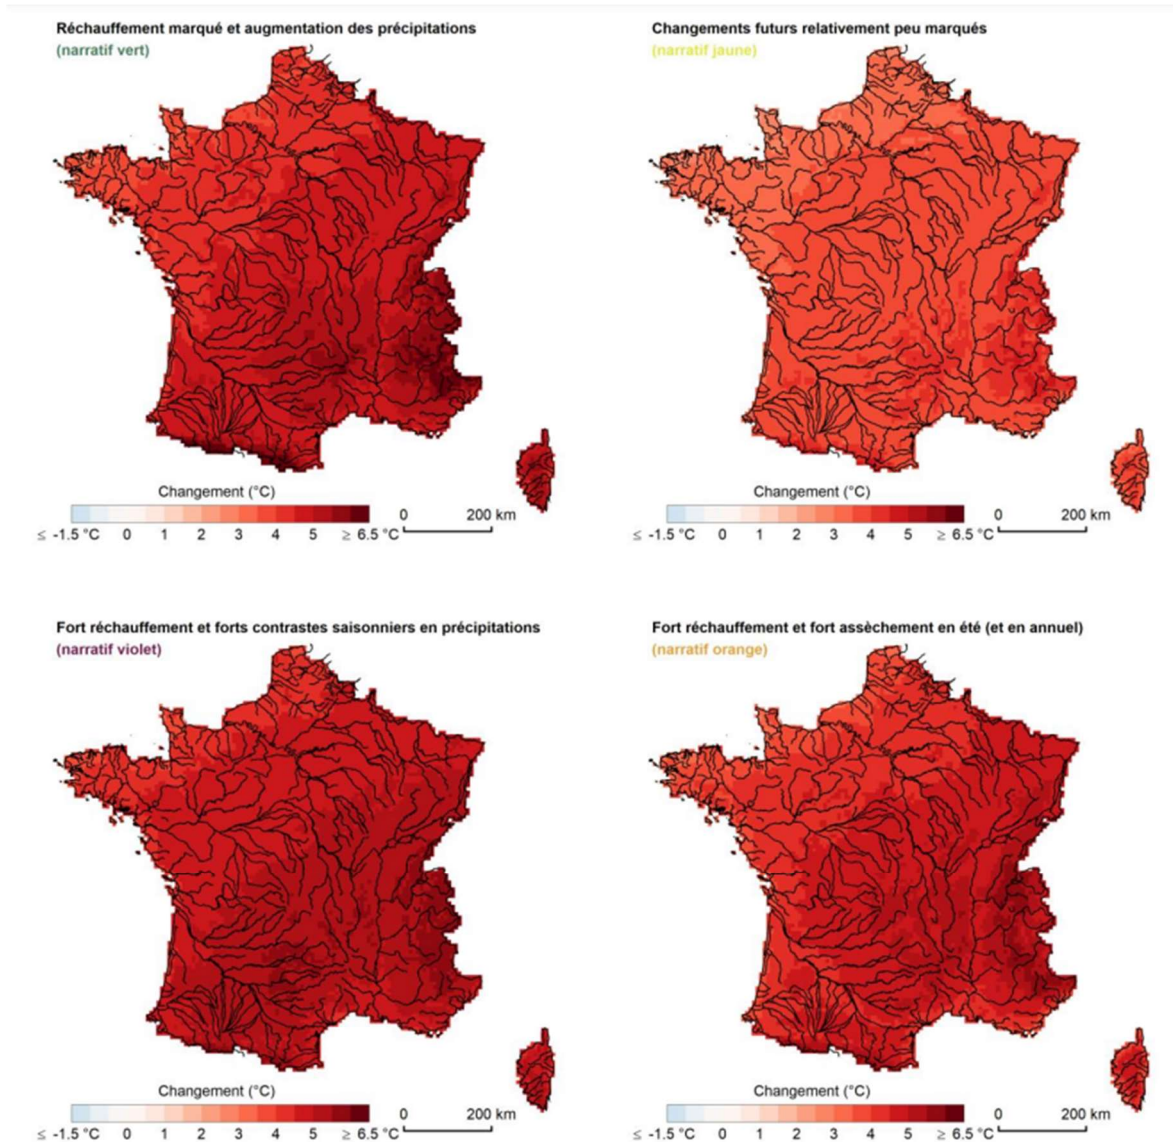 Réchauffement marqué et augmentation des précipitations
(narratif vert)
Changements futurs relativement peu marqués
(narratif jaune)
Changement (°C)
≤ -1.5 °C 0 1 2 3 4 5 ≥ 6.5 °C
0 200 km
Changement (°C)
≤ -1.5 °C 0 1 2 3 4 5 ≥ 6.5 °C
0 200 km
Fort réchauffement et forts contrastes saisonniers en précipitations
(narratif violet)
Fort réchauffement et fort assèchement en été (et en annuel)
(narratif orange)
Changement (°C)
≤ -1.5 °C 0 1 2 3 4 5 ≥ 6.5 °C
0 200 km
Changement (°C)
≤ -1.5 °C 0 1 2 3 4 5 ≥ 6.5 °C
0 200 km